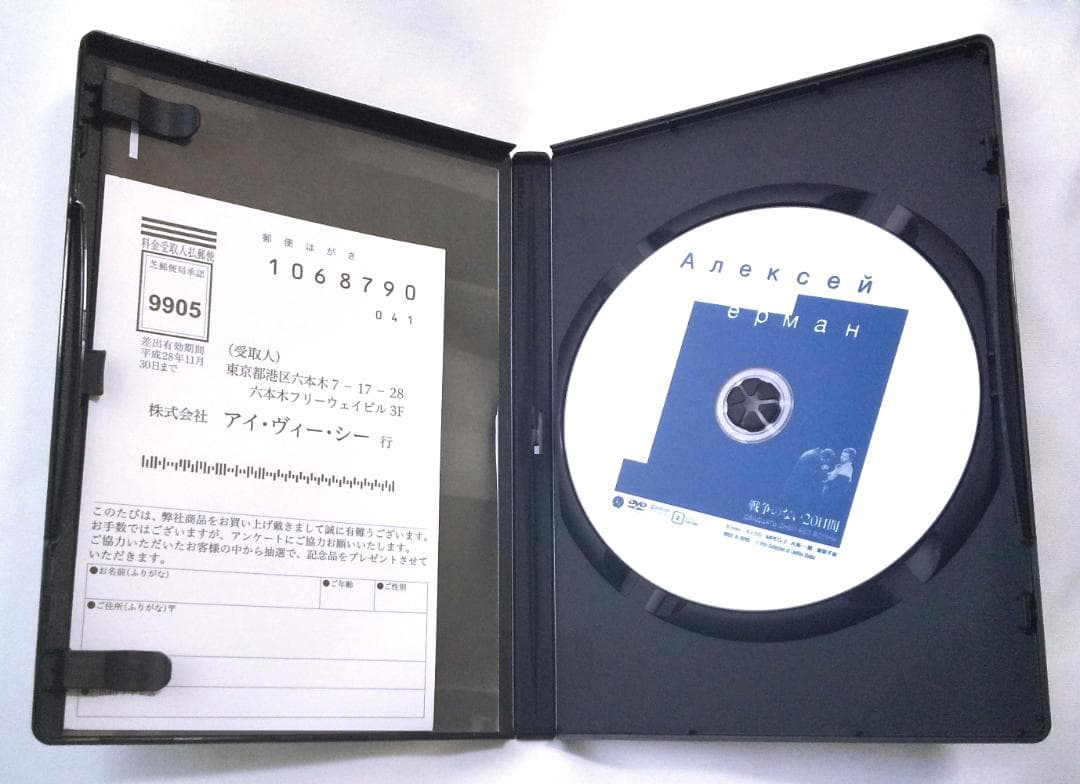 料金受取人払郵便
芝郵便局承認
9905
差出有効期間
平成28年11月
30日まで
郵便はがき
1068790
041
(受取人)
東京都港区六本木7-17-28
六本木フリーウェイビル3F
株式会社 アイ・ヴィー・シー 行
このたびは、弊社商品をお買い上げ戴きまして誠に有難うございます。
お手数ではございますが、アンケートにご協力お願いいたします。
ご協力いただいたお客様の中から抽選で、記念品をプレゼントさせて
いただきます。
●お名前(ふりがな)
●ご年齢
●ご性別
●ご住所(ふりがな)〒
Алексей
ерман
戦争のない20日間
DVD
2